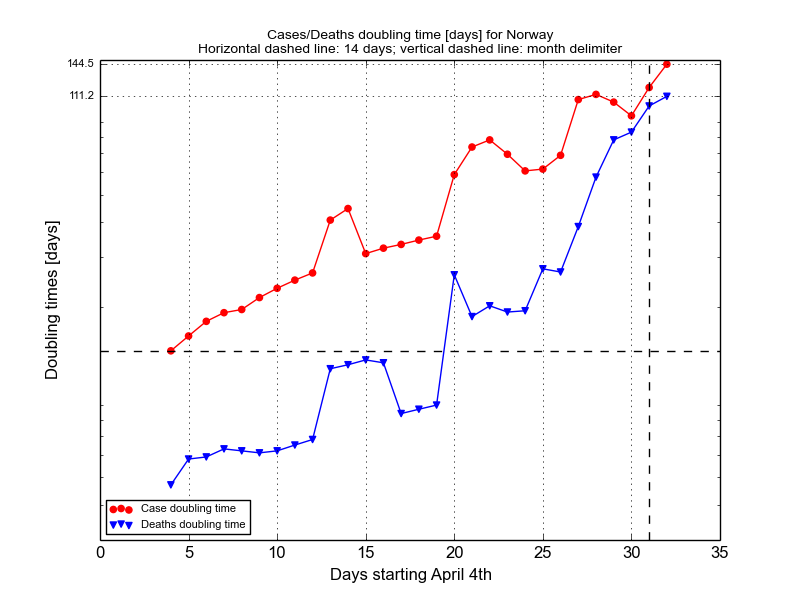 Cases/Deaths doubling time [days] for Norway
Horizontal dashed line: 14 days; vertical dashed line: month delimiter
144.5
111.2
Doubling times [days]
Case doubling time
Deaths doubling time
0 5 10 15 20 25 30 35
Days starting April 4th